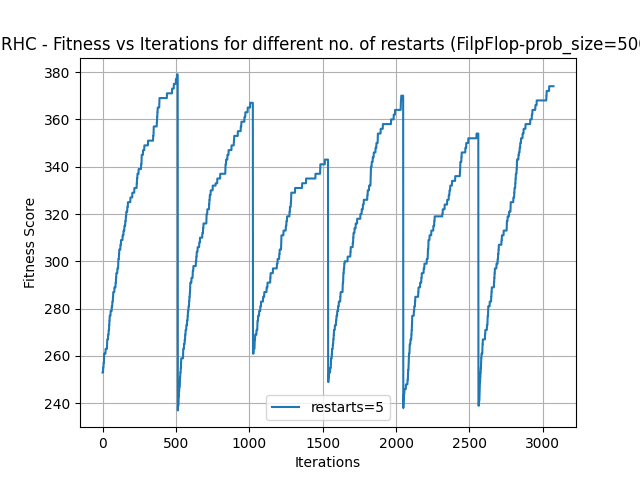 RHC - Fitness vs Iterations for different no. of restarts (FilpFlop-prob_size=50
380
360
340
320
300
280
260
240
Fitness Score
restarts=5
0 500 1000 1500 2000 2500 3000
Iterations